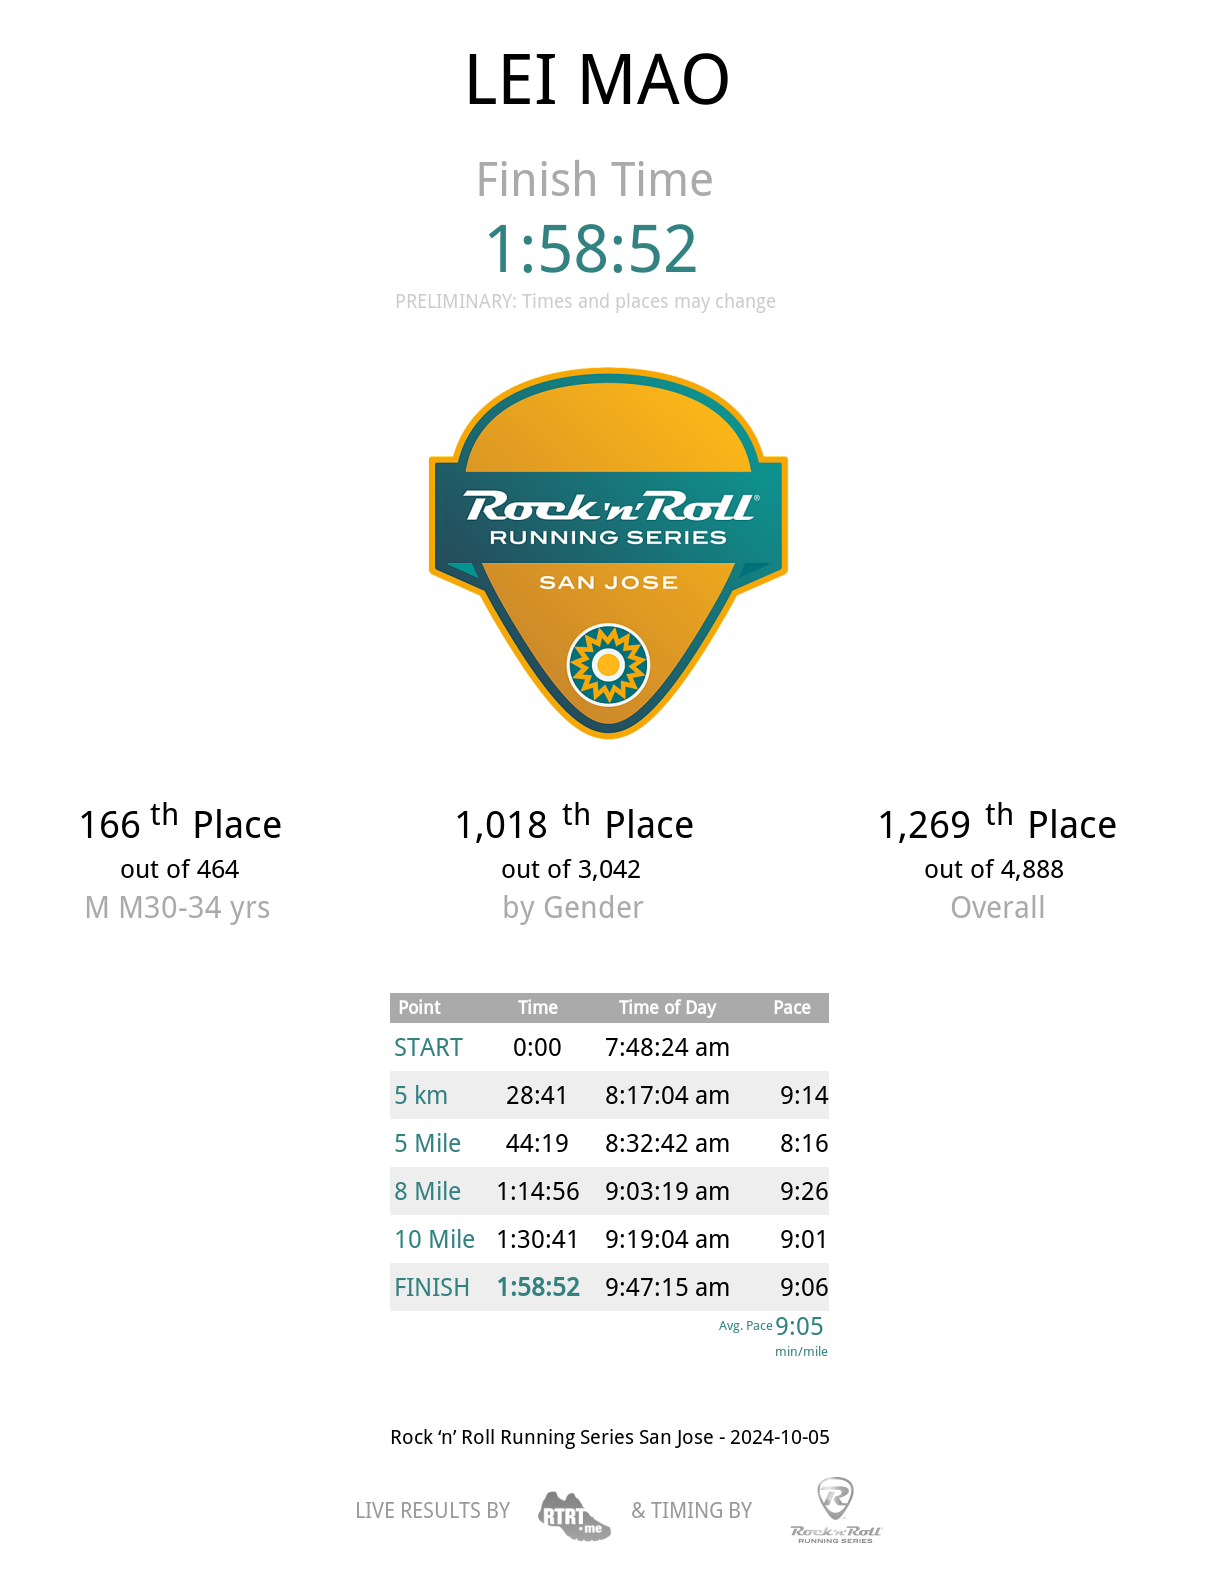 LEI MAO
Finish Time
1:58:52
PRELIMINARY: Times and places may change
Rock 'n' Roll®
RUNNING SERIES
SAN JOSE
166 th Place
out of 464
M M30-34 yrs
1,018 th Place
out of 3,042
by Gender
1,269 th Place
out of 4,888
Overall
Point Time Time of Day Pace
START 0:00 7:48:24 am
5 km 28:41 8:17:04 am 9:14
5 Mile 44:19 8:32:42 am 8:16
8 Mile 1:14:56 9:03:19 am 9:26
10 Mile 1:30:41 9:19:04 am 9:01
FINISH 1:58:52 9:47:15 am 9:06
Avg. Pace 9:05
min/mile
Rock ‘n’ Roll Running Series San Jose - 2024-10-05
LIVE RESULTS BY RTRT.me & TIMING BY
R
Rock 'n' Roll
RUNNING SERIES